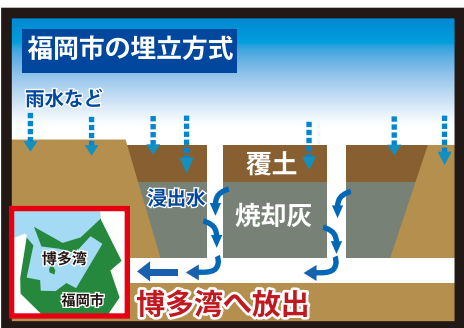 福岡市の埋立方式
雨水など
覆土
浸出水
焼却灰
博多湾
福岡市
博多湾へ放出